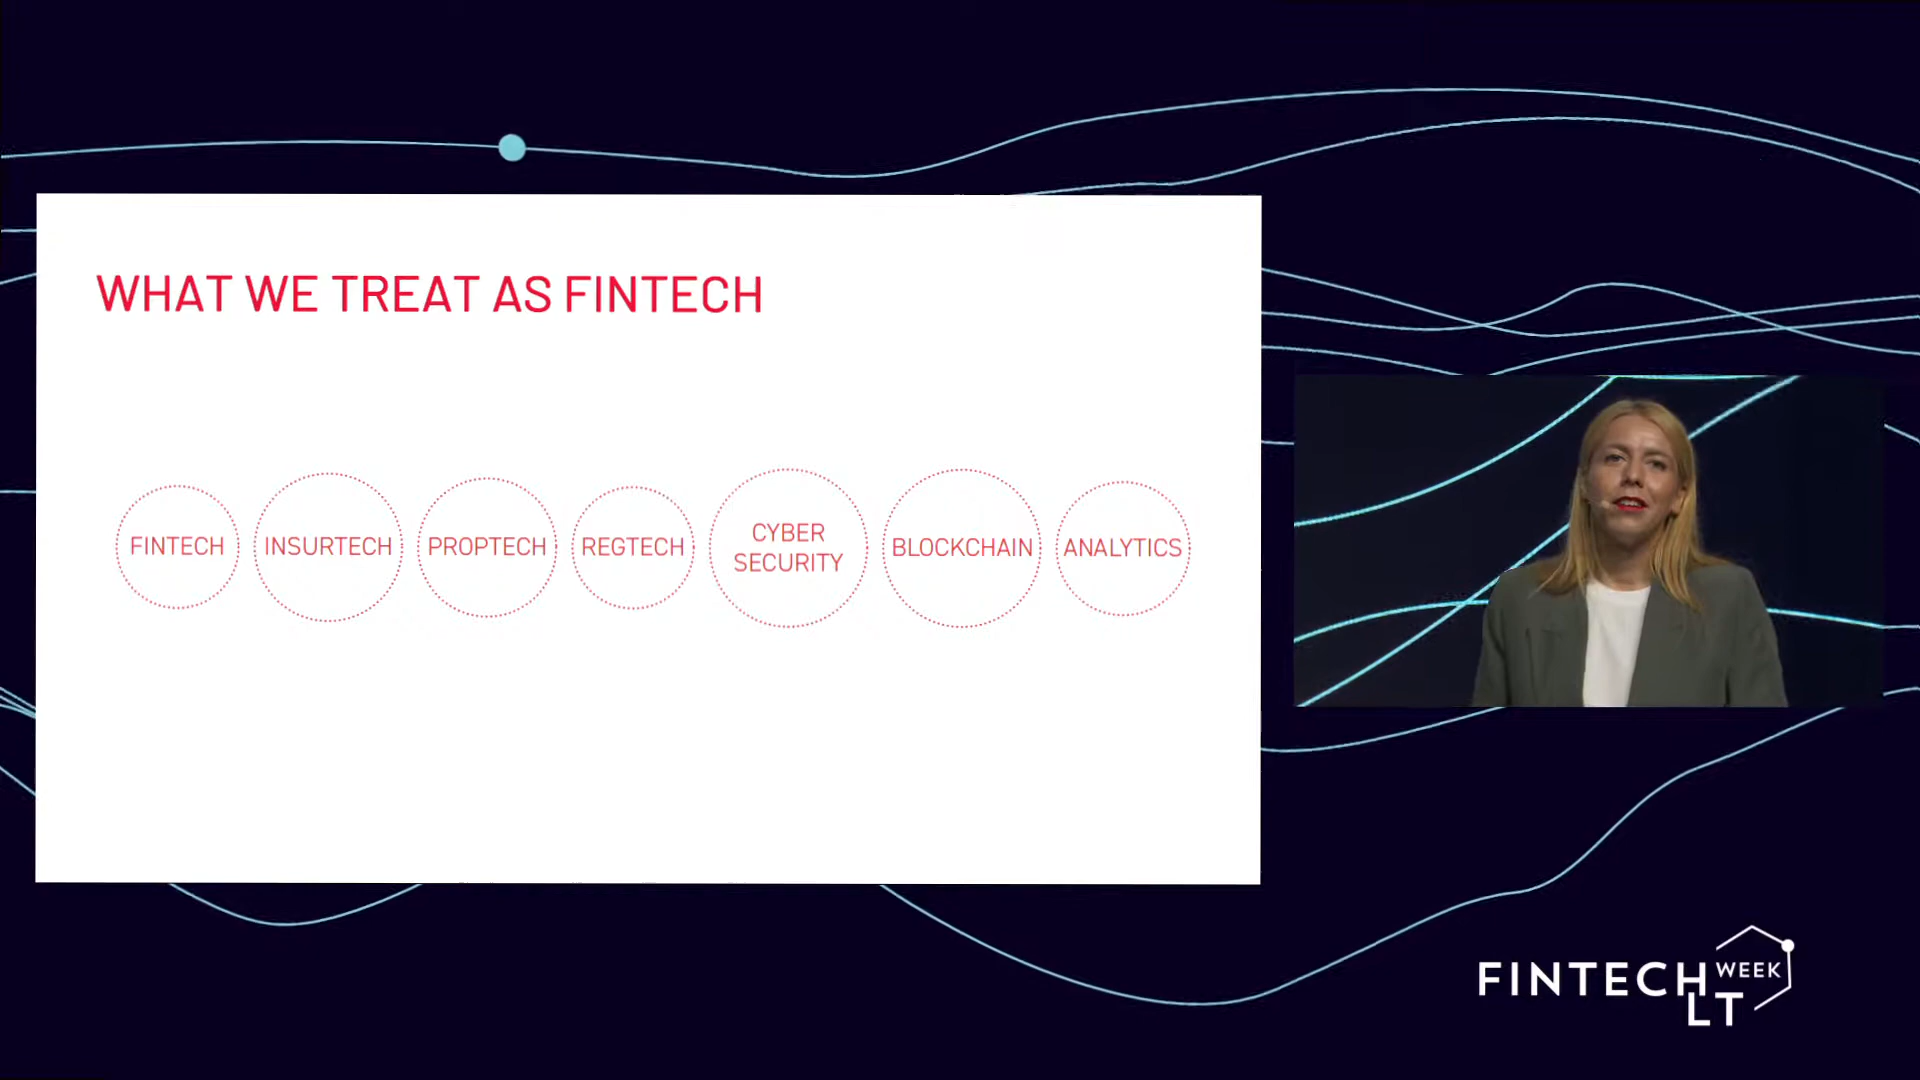 WHAT WE TREAT AS FINTECH
FINTECH
INSURTECH
PROPTECH
REGTECH
CYBER
SECURITY
BLOCKCHAIN
ANALYTICS
FINTECH WEEK
LT